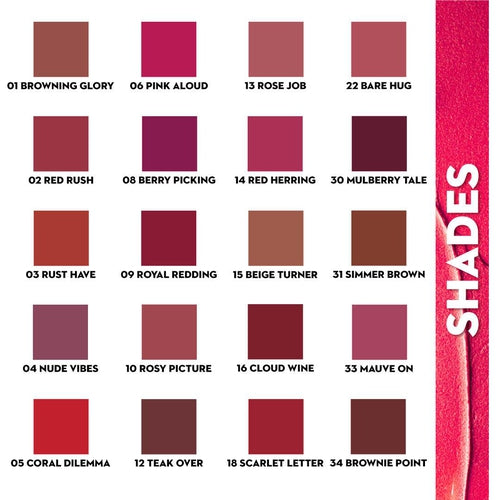 01 BROWNING GLORY
06 PINK ALOUD
13 ROSE JOB
22 BARE HUG
02 RED RUSH
08 BERRY PICKING
14 RED HERRING
30 MULBERRY TALE
03 RUST HAVE
09 ROYAL REDDING
15 BEIGE TURNER
31 SIMMER BROWN
04 NUDE VIBES
10 ROSY PICTURE
16 CLOUD WINE
33 MAUVE ON
05 CORAL DILEMMA
12 TEAK OVER
18 SCARLET LETTER
34 BROWNIE POINT
SHADES